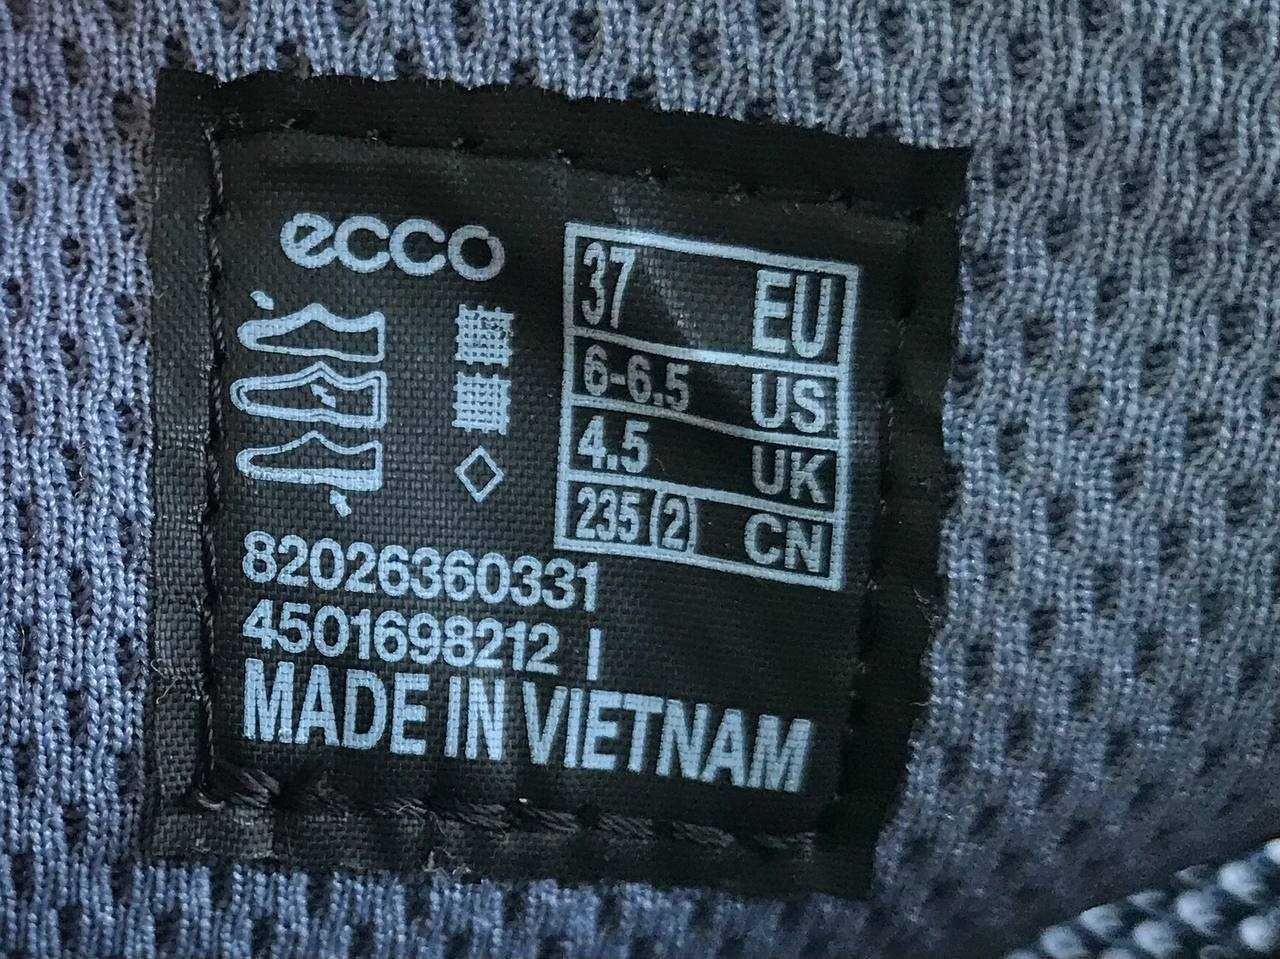 ecco
37 EU
6-6.5 US
4.5 UK
235 (2) CN
82026360331
4501698212 I
MADE IN VIETNAM